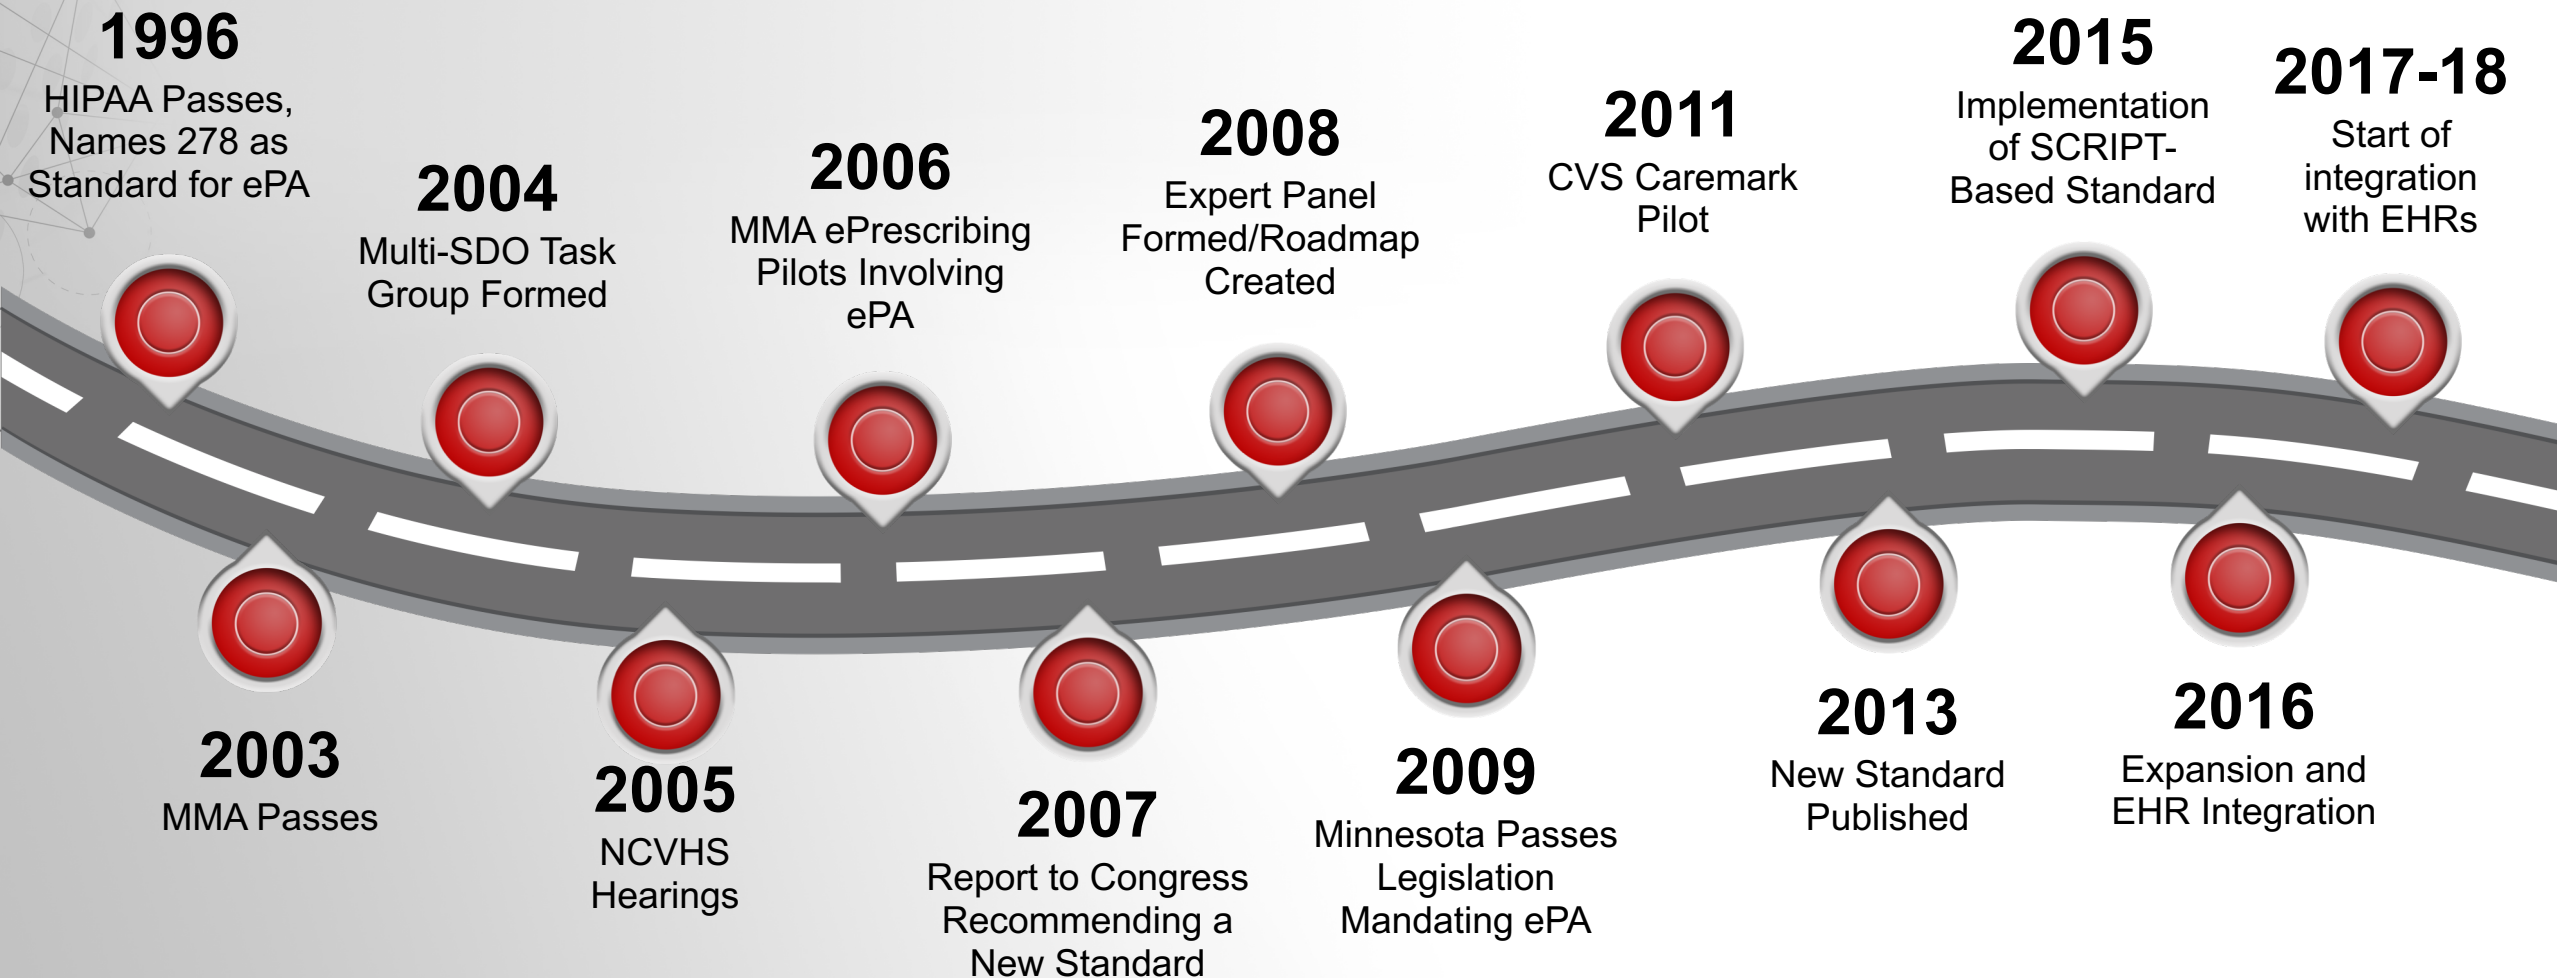 1996
HIPAA Passes,
Names 278 as
Standard for ePA
2003
MMA Passes
2004
Multi-SDO Task
Group Formed
2005
NCVHS
Hearings
2006
MMA ePrescribing
Pilots Involving
ePA
2007
Report to Congress
Recommending a
New Standard
2008
Expert Panel
Formed/Roadmap
Created
2009
Minnesota Passes
Legislation
Mandating ePA
2011
CVS Caremark
Pilot
2013
New Standard
Published
2015
Implementation
of SCRIPT-
Based Standard
2016
Expansion and
EHR Integration
2017-18
Start of
integration
with EHRs